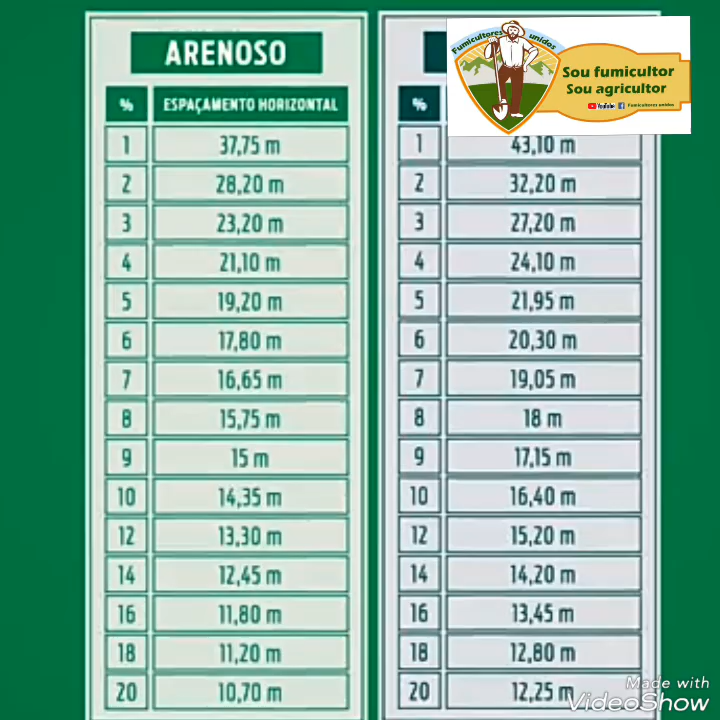 ARENOSO
% ESPAÇAMENTO HORIZONTAL
1 37,75 m
2 28,20 m
3 23,20 m
4 21,10 m
5 19,20 m
6 17,80 m
7 16,65 m
8 15,75 m
9 15 m
10 14,35 m
12 13,30 m
14 12,45 m
16 11,80 m
18 11,20 m
20 10,70 m
Fumicultores unidos
Sou fumicultor
Sou agricultor
YouTube Fumicultores unidos
%
1 43,10 m
2 32,20 m
3 27,20 m
4 24,10 m
5 21,95 m
6 20,30 m
7 19,05 m
8 18 m
9 17,15 m
10 16,40 m
12 15,20 m
14 14,20 m
16 13,45 m
18 12,80 m
20 12,25 m
Made with
VideoShow